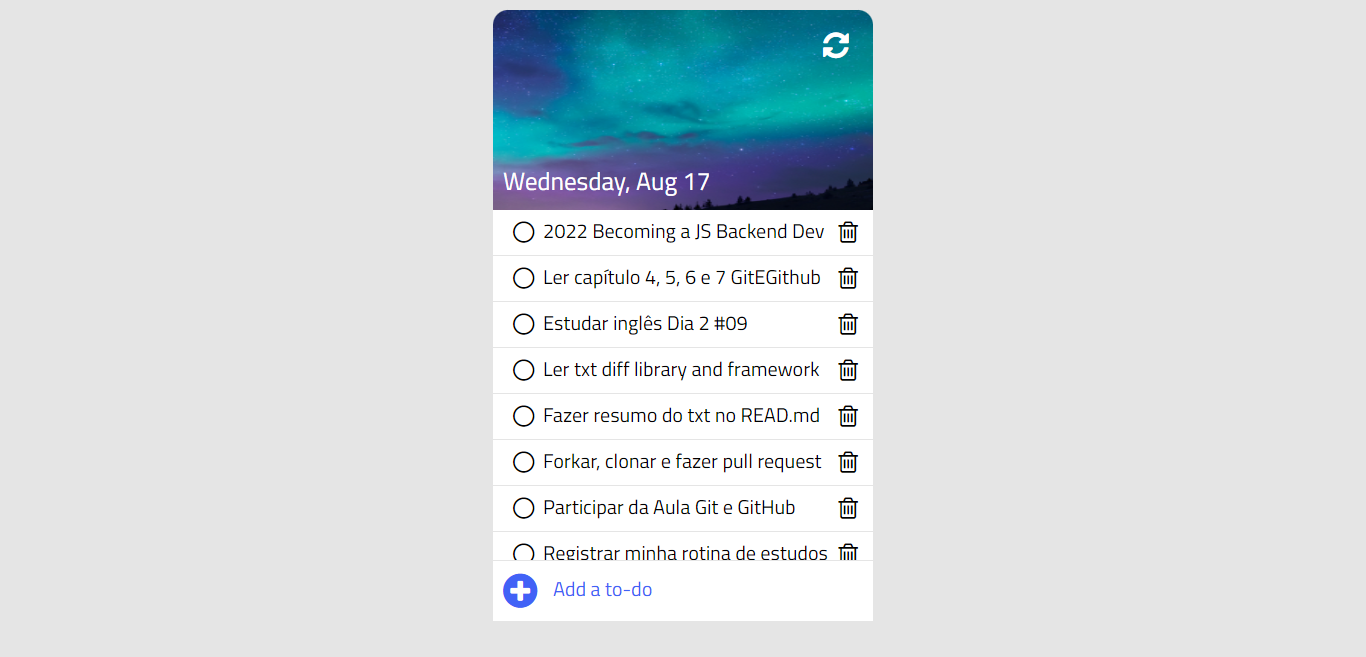 Wednesday, Aug 17
2022 Becoming a JS Backend Dev
Ler capítulo 4, 5, 6 e 7 GitEGithub
Estudar inglês Dia 2 #09
Ler txt diff library and framework
Fazer resumo do txt no READ.md
Forkar, clonar e fazer pull request
Participar da Aula Git e GitHub
Registrar minha rotina de estudos
Add a to-do